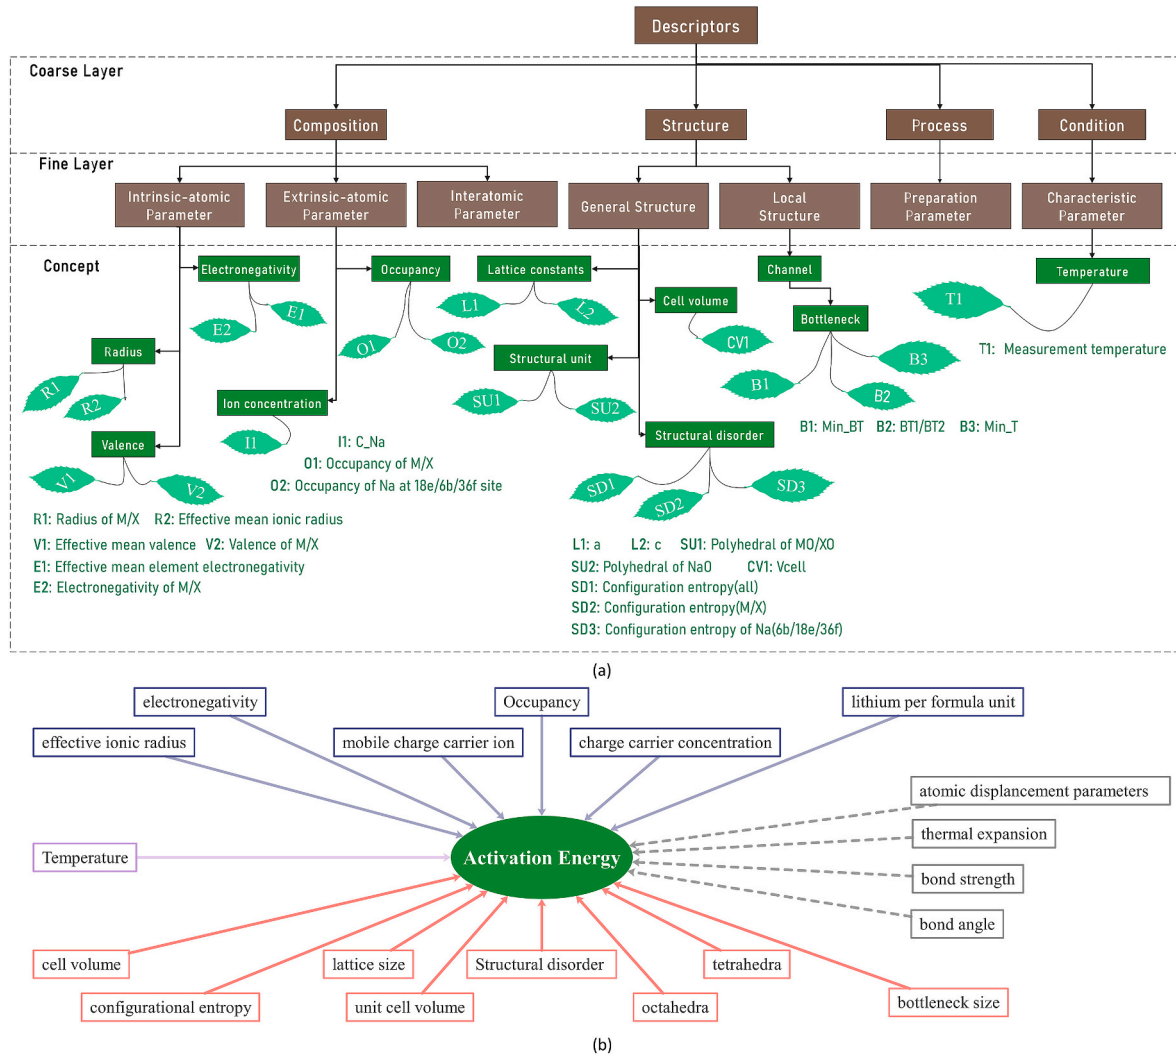 Descriptors
Coarse Layer
Composition
Structure
Process
Condition
Fine Layer
Intrinsic-atomic
Parameter
Extrinsic-atomic
Parameter
Interatomic
Parameter
General Structure
Local
Structure
Preparation
Parameter
Characteristic
Parameter
Concept
Electronegativity
Occupancy
Lattice constants
Channel
Temperature
E2
E1
L1
L2
Cell volume
T1
Bottleneck
O1
O2
CV1
Radius
Structural unit
T1: Measurement temperature
R1
R2
B1
B2
B3
Ion concentration
SU1
SU2
I1
B1: Min_BT B2: BT1/BT2 B3: Min_T
Valence
Structural disorder
I1: C_Na
O1: Occupancy of M/X
O2: Occupancy of Na at 18e/6b/36f site
V1
V2
SD1
SD2
SD3
R1: Radius of M/X R2: Effective mean ionic radius
V1: Effective mean valence V2: Valence of M/X
E1: Effective mean element electronegativity
E2: Electronegativity of M/X
L1: a L2: c SU1: Polyhedral of MO/XO
SU2: Polyhedral of NaO CV1: Vcell
SD1: Configuration entropy(all)
SD2: Configuration entropy(M/X)
SD3: Configuration entropy of Na(6b/18e/36f)
(a)
electronegativity
Occupancy
lithium per formula unit
effective ionic radius
mobile charge carrier ion
charge carrier concentration
atomic displancement parameters
thermal expansion
Temperature
Activation Energy
bond strength
bond angle
cell volume
lattice size
Structural disorder
tetrahedra
configurational entropy
unit cell volume
octahedra
bottleneck size
(b)